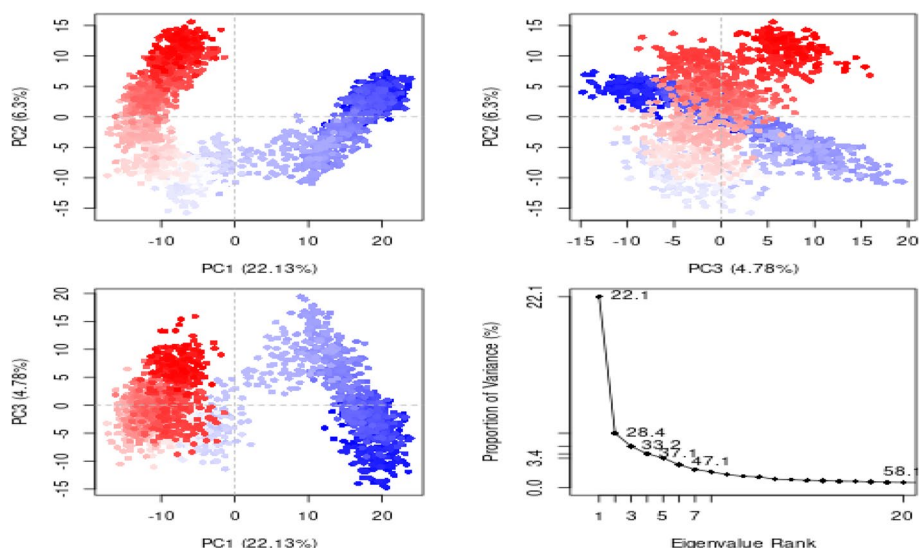 PC2 (6.3%)
15
10
5
0
-5
-10
-15
-10 0 10 20
PC1 (22.13%)
PC2 (6.3%)
15
10
5
0
-5
-10
-15
-15 -10 -5 0 5 10 15 20
PC3 (4.78%)
PC3 (4.78%)
20
15
10
5
0
-5
-10
-15
-10 0 10 20
PC1 (22.13%)
Proportion of Variance (%)
22.1
3.4
0.0
22.1
28.4
33.2
37.1
47.1
58.1
1 3 5 7 20
Eigenvalue Rank